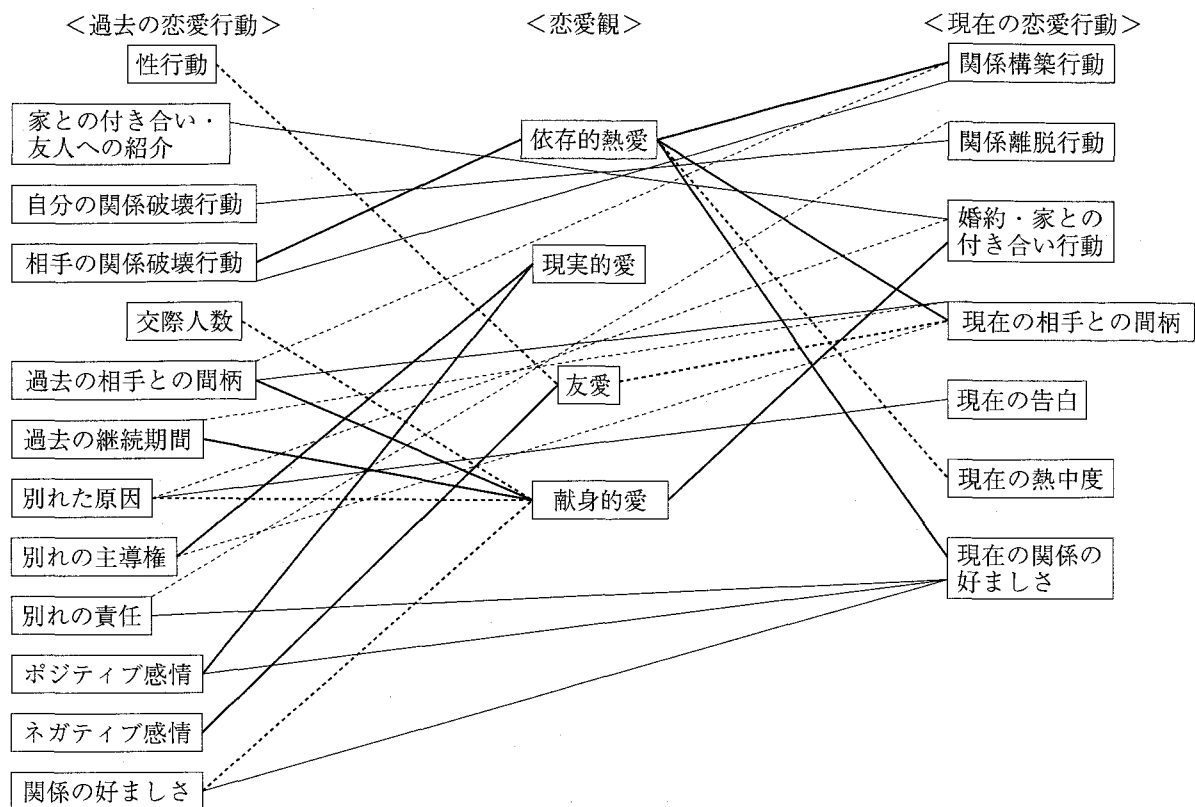 ＜過去の恋愛行動＞
＜恋愛観＞
＜現在の恋愛行動＞
性行動
家との付き合い・
友人への紹介
自分の関係破壊行動
相手の関係破壊行動
交際人数
過去の相手との間柄
過去の継続期間
別れた原因
別れの主導権
別れの責任
ポジティブ感情
ネガティブ感情
関係の好ましさ
依存的熱愛
現実的愛
友愛
献身的愛
関係構築行動
関係離脱行動
婚約・家との
付き合い行動
現在の相手との間柄
現在の告白
現在の熱中度
現在の関係の
好ましさ